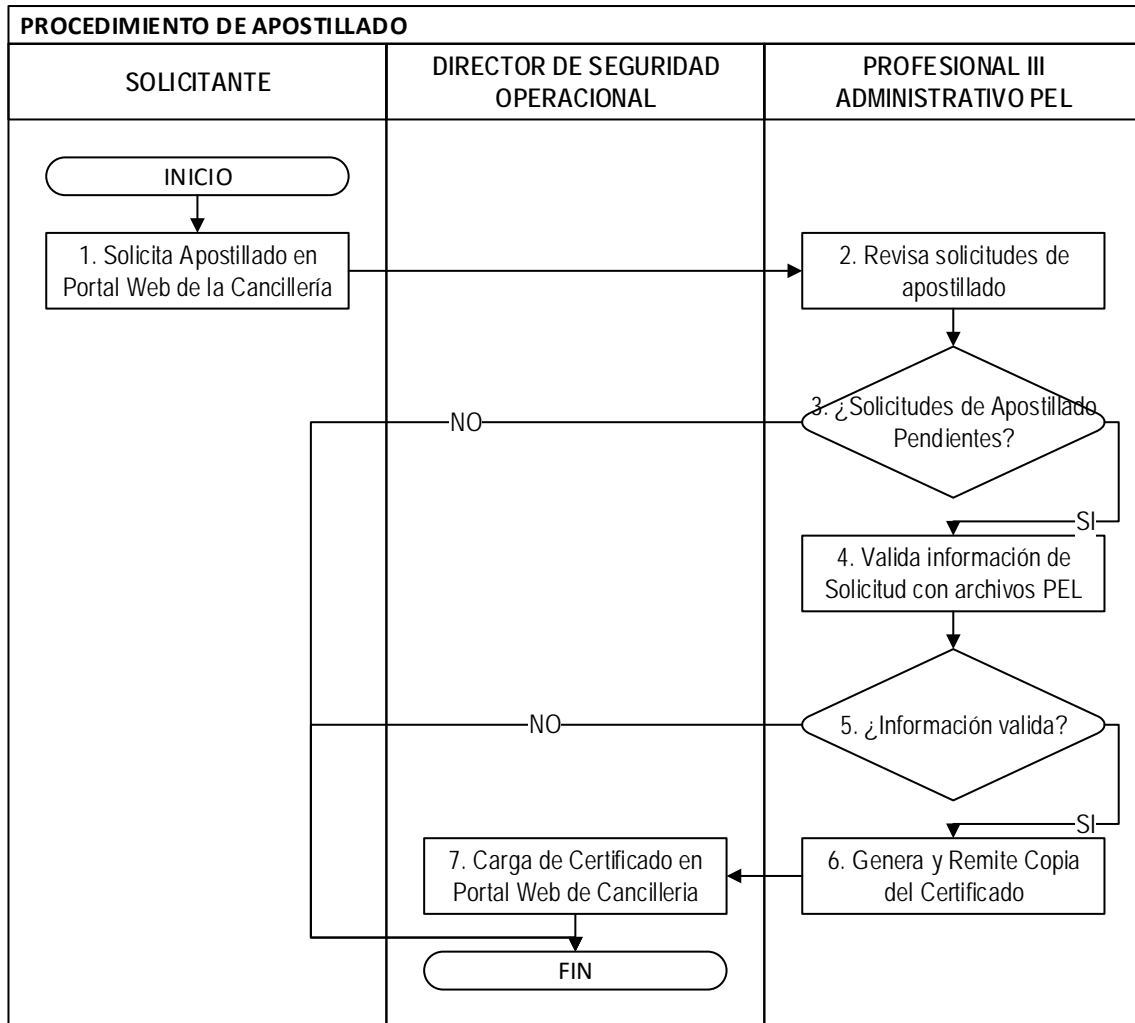 PROCEDIMIENTO DE APOSTILLADO
SOLICITANTE
DIRECTOR DE SEGURIDAD
OPERACIONAL
PROFESIONAL III
ADMINISTRATIVO PEL
INICIO
1. Solicita Apostillado en
Portal Web de la Cancillería
2. Revisa solicitudes de
apostillado
3. ¿Solicitudes de Apostillado
Pendientes?
NO
SI
4. Valida información de
Solicitud con archivos PEL
5. ¿Información valida?
NO
SI
6. Genera y Remite Copia
del Certificado
7. Carga de Certificado en
Portal Web de Cancilleria
FIN